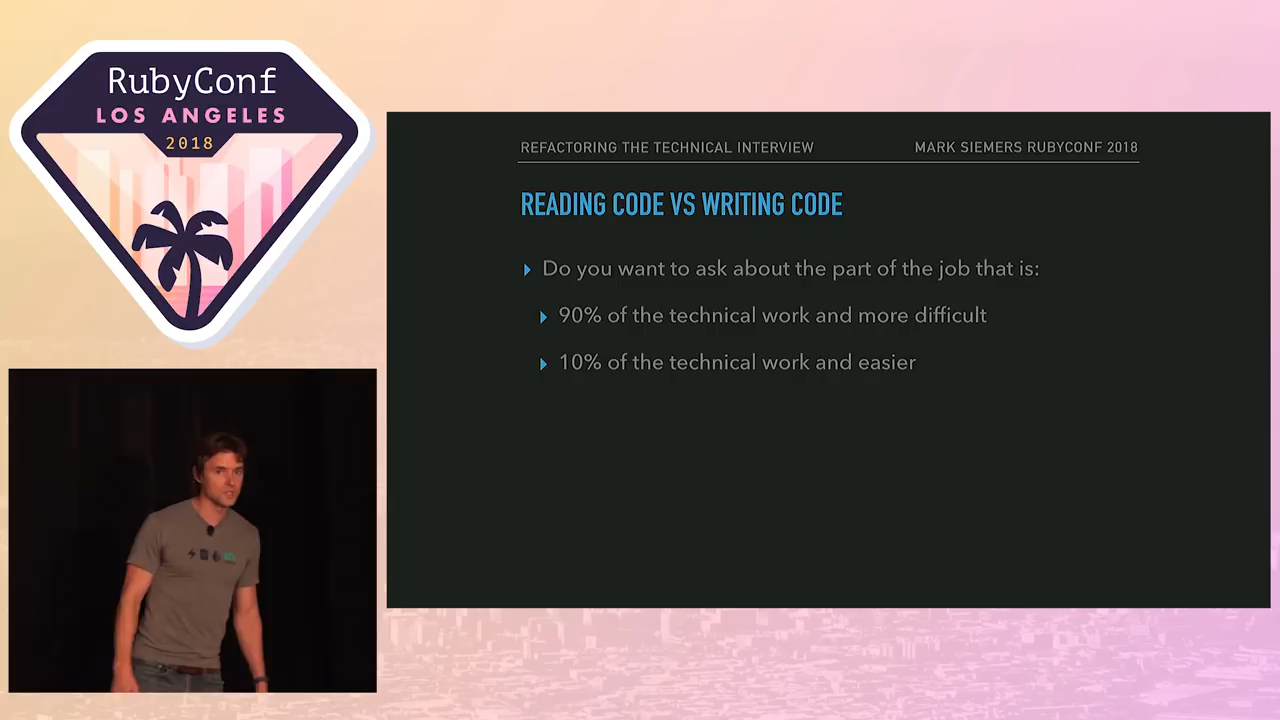 RubyConf
LOS ANGELES
2018
REFACTORING THE TECHNICAL INTERVIEW
MARK SIEMERS RUBYCONF 2018
READING CODE VS WRITING CODE
Do you want to ask about the part of the job that is:
90% of the technical work and more difficult
10% of the technical work and easier